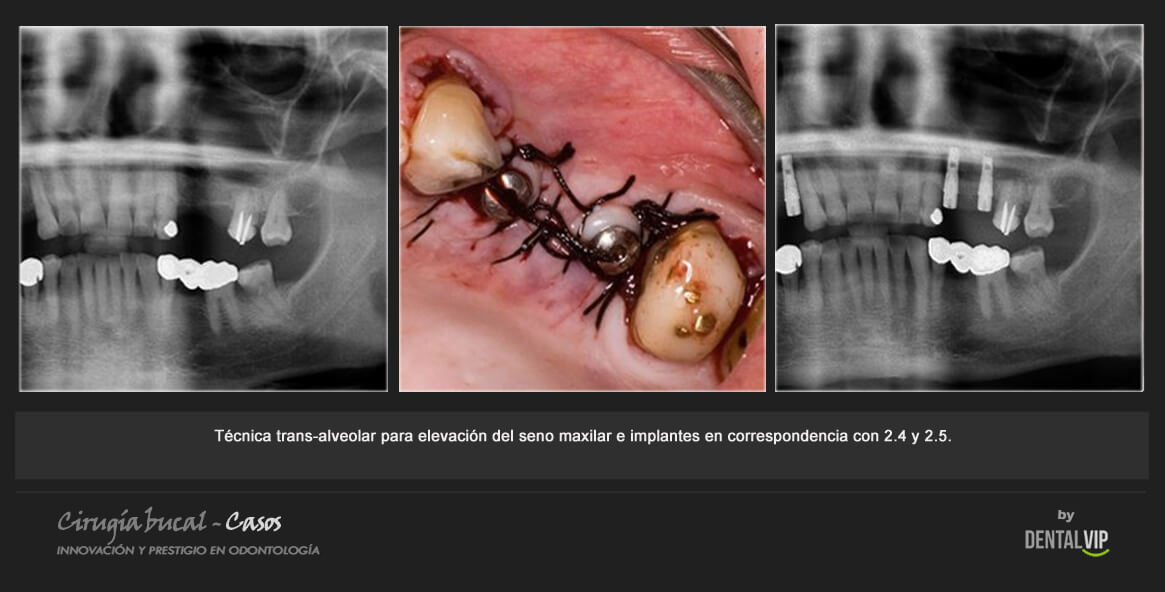 Técnica trans-alveolar para elevación del seno maxilar e implantes en correspondencia con 2.4 y 2.5.
Cirugía bucal - Casos
INNOVACIÓN Y PRESTIGIO EN ODONTOLOGÍA
by
DENTALVIP